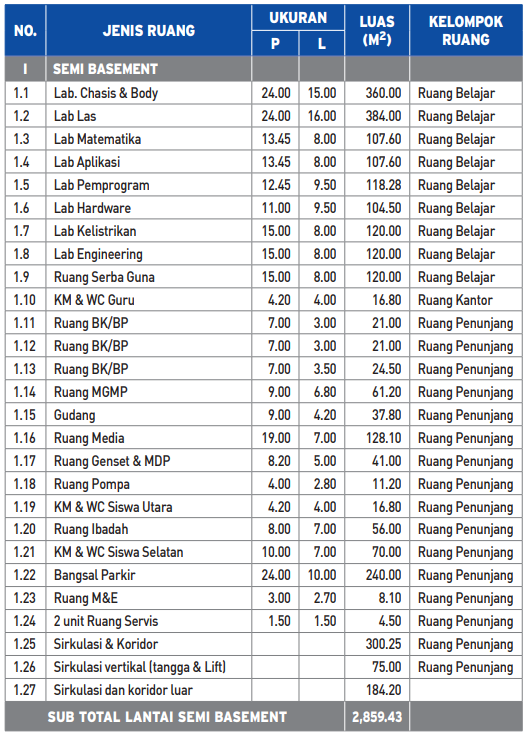 NO. JENIS RUANG UKURAN LUAS (M²) KELOMPOK RUANG
P L
I SEMI BASEMENT
1.1 Lab. Chasis & Body 24.00 15.00 360.00 Ruang Belajar
1.2 Lab Las 24.00 16.00 384.00 Ruang Belajar
1.3 Lab Matematika 13.45 8.00 107.60 Ruang Belajar
1.4 Lab Aplikasi 13.45 8.00 107.60 Ruang Belajar
1.5 Lab Pemprogram 12.45 9.50 118.28 Ruang Belajar
1.6 Lab Hardware 11.00 9.50 104.50 Ruang Belajar
1.7 Lab Kelistrikan 15.00 8.00 120.00 Ruang Belajar
1.8 Lab Engineering 15.00 8.00 120.00 Ruang Belajar
1.9 Ruang Serba Guna 15.00 8.00 120.00 Ruang Belajar
1.10 KM & WC Guru 4.20 4.00 16.80 Ruang Kantor
1.11 Ruang BK/BP 7.00 3.00 21.00 Ruang Penunjang
1.12 Ruang BK/BP 7.00 3.00 21.00 Ruang Penunjang
1.13 Ruang BK/BP 7.00 3.50 24.50 Ruang Penunjang
1.14 Ruang MGMP 9.00 6.80 61.20 Ruang Penunjang
1.15 Gudang 9.00 4.20 37.80 Ruang Penunjang
1.16 Ruang Media 19.00 7.00 128.10 Ruang Penunjang
1.17 Ruang Genset & MDP 8.20 5.00 41.00 Ruang Penunjang
1.18 Ruang Pompa 4.00 2.80 11.20 Ruang Penunjang
1.19 KM & WC Siswa Utara 4.20 4.00 16.80 Ruang Penunjang
1.20 Ruang Ibadah 8.00 7.00 56.00 Ruang Penunjang
1.21 KM & WC Siswa Selatan 10.00 7.00 70.00 Ruang Penunjang
1.22 Bangsal Parkir 24.00 10.00 240.00 Ruang Penunjang
1.23 Ruang M&E 3.00 2.70 8.10 Ruang Penunjang
1.24 2 unit Ruang Servis 1.50 1.50 4.50 Ruang Penunjang
1.25 Sirkulasi & Koridor 300.25 Ruang Penunjang
1.26 Sirkulasi vertikal (tangga & Lift) 75.00 Ruang Penunjang
1.27 Sirkulasi dan koridor luar 184.20
SUB TOTAL LANTAI SEMI BASEMENT 2,859.43